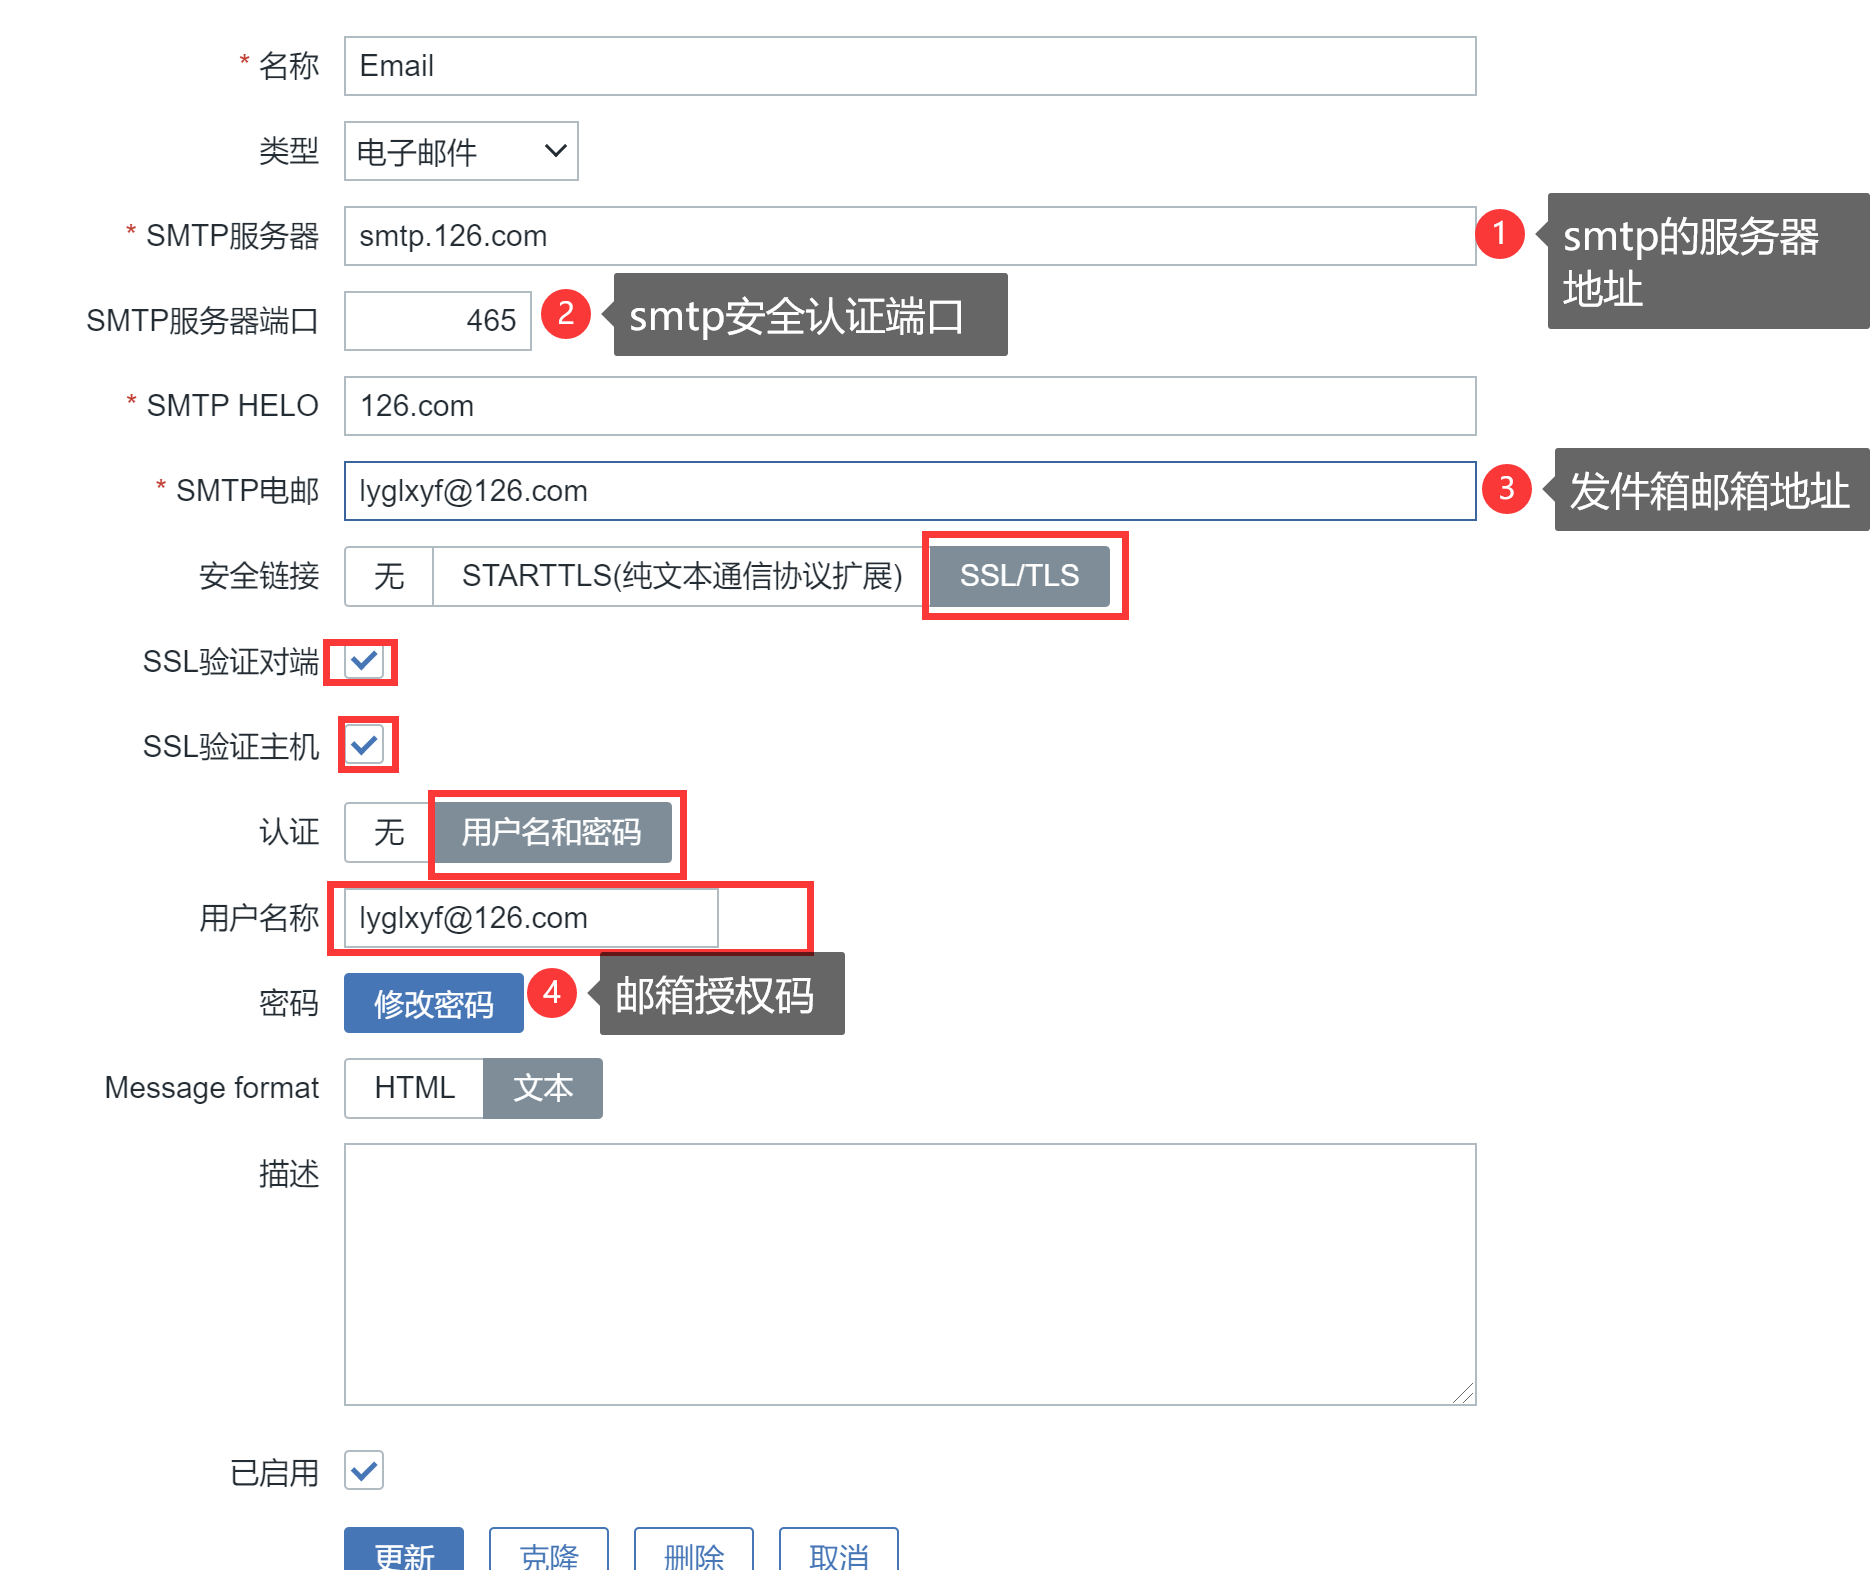 * 名称 Email
类型 电子邮件
* SMTP服务器 smtp.126.com 1 smtp的服务器
地址
SMTP服务器端口 465 2 smtp安全认证端口
* SMTP HELO 126.com
* SMTP电邮 lyglxyf@126.com 3 发件箱邮箱地址
安全链接 无 STARTTLS(纯文本通信协议扩展) SSL/TLS
SSL验证对端
SSL验证主机
认证 无 用户名和密码
用户名称 lyglxyf@126.com
密码 修改密码 4 邮箱授权码
Message format HTML 文本
描述
已启用
更新 克隆 删除 取消